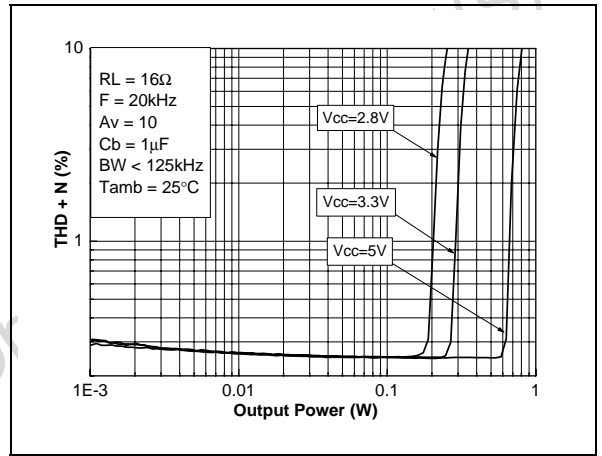 10
RL = 16Ω
F = 20kHz
Av = 10
Cb = 1μF
BW < 125kHz
Tamb = 25°C
Vcc=2.8V
Vcc=3.3V
Vcc=5V
THD + N (%)
1
1E-3
0.01
0.1
1
Output Power (W)